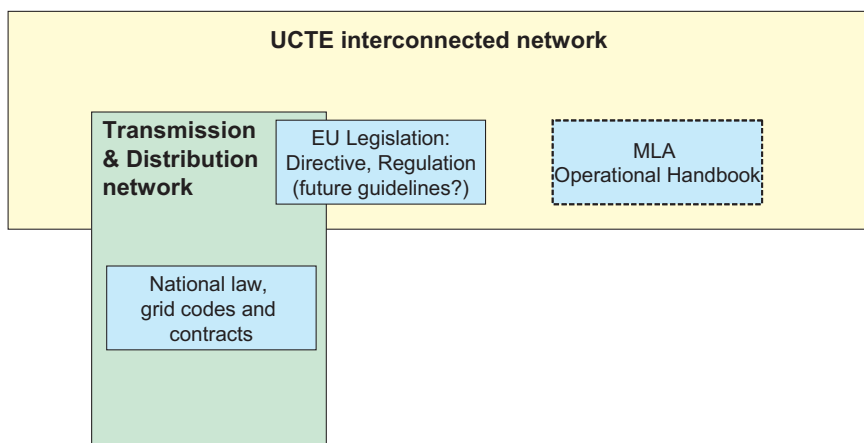 UCTE interconnected network
Transmission
& Distribution
network
EU Legislation:
Directive, Regulation
(future guidelines?)
MLA
Operational Handbook
National law,
grid codes and
contracts